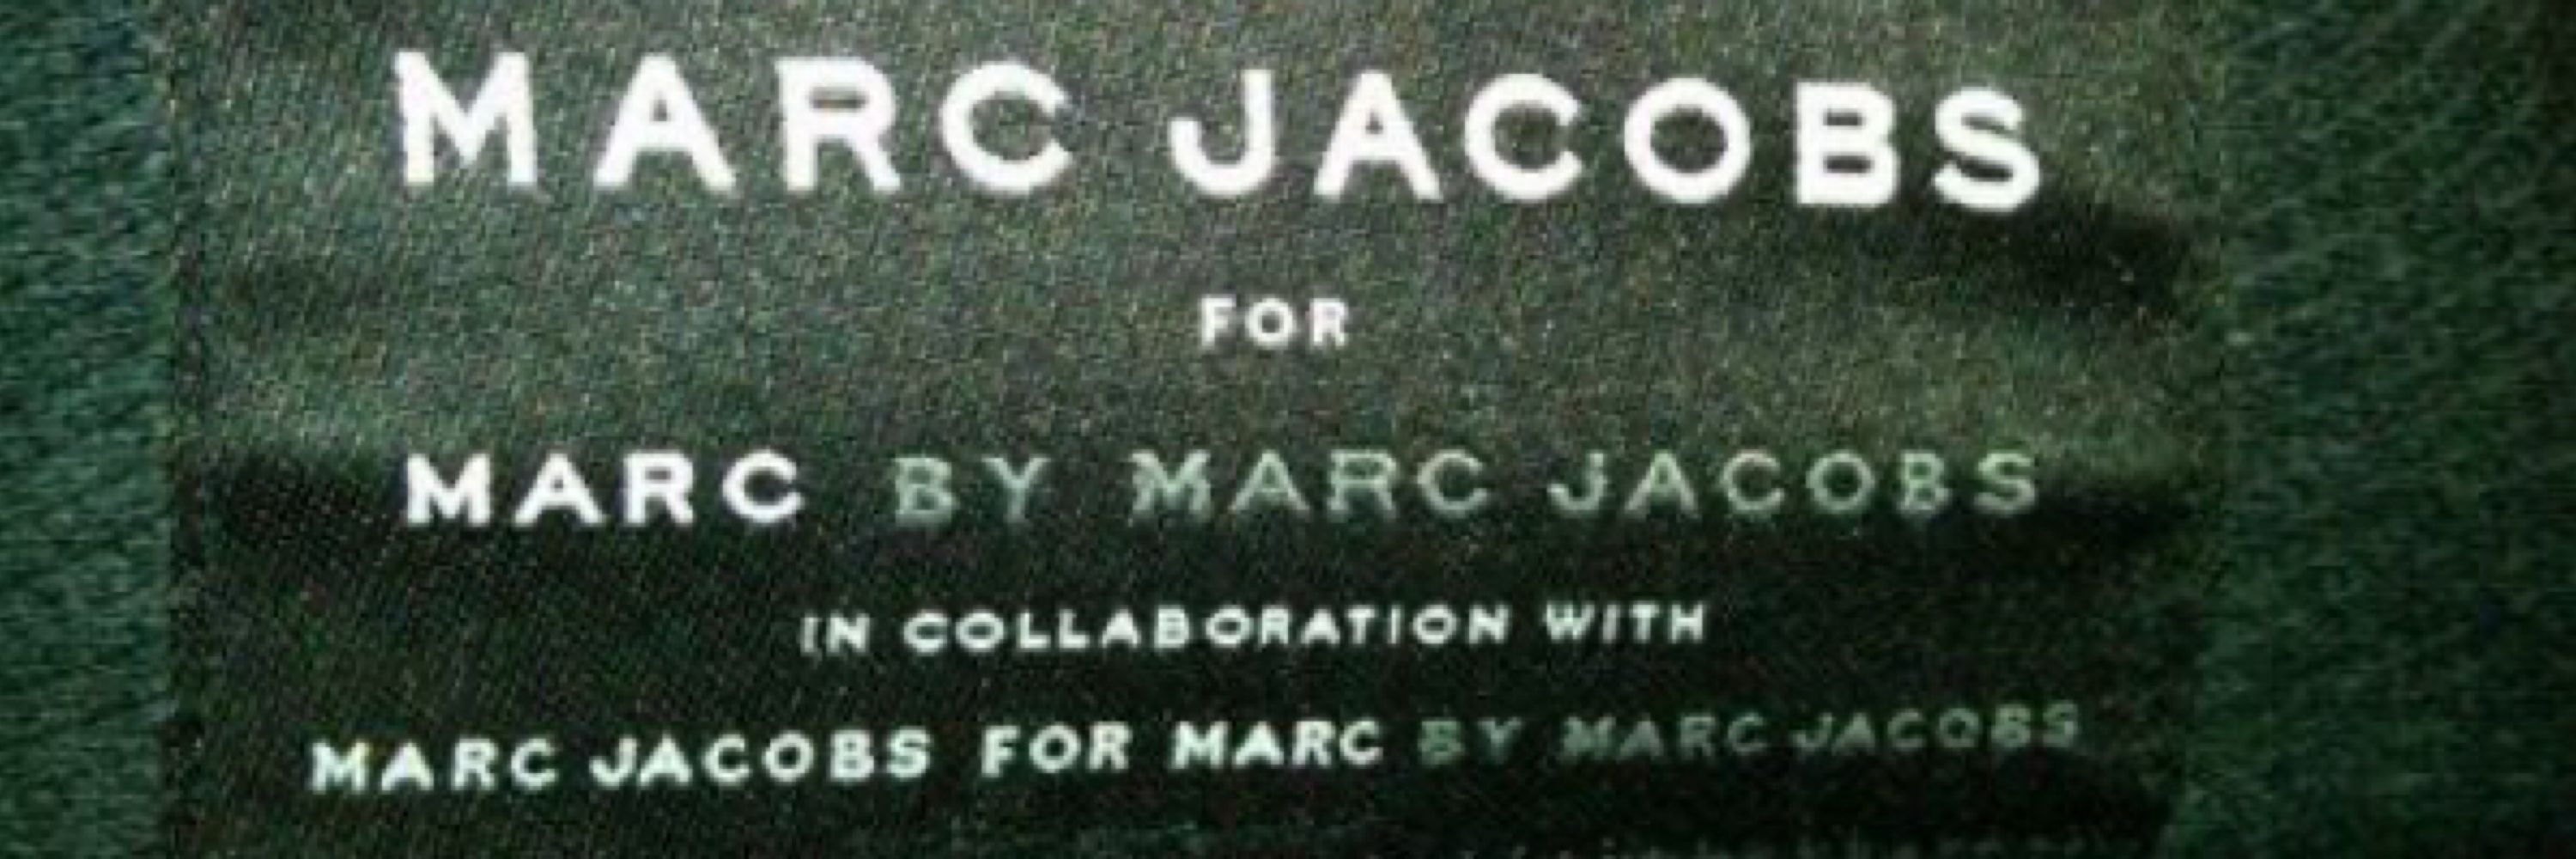 MARC JACOBS
FOR
MARC BY MARC JACOBS
IN COLLABORATION WITH
MARC JACOBS FOR MARC BY MARC JACOBS